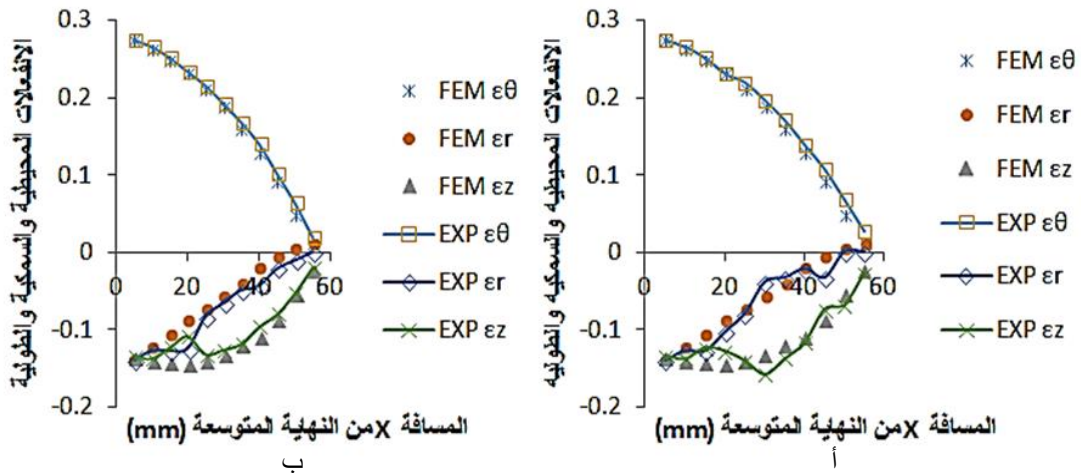 0.3
0.2
0.1
0
-0.1
-0.2
0 20 40 60
الانفعالات المحيطية والسمكية والطولية
المسافة X من النهاية المتوسعة (mm)
FEM εθ
FEM εr
FEM εz
EXP εθ
EXP εr
EXP εz
أ
0.3
0.2
0.1
0
-0.1
-0.2
0 20 40 60
الانفعالات المحيطية والسمكية والطولية
المسافة X من النهاية المتوسعة (mm)
FEM εθ
FEM εr
FEM εz
EXP εθ
EXP εr
EXP εz
ب